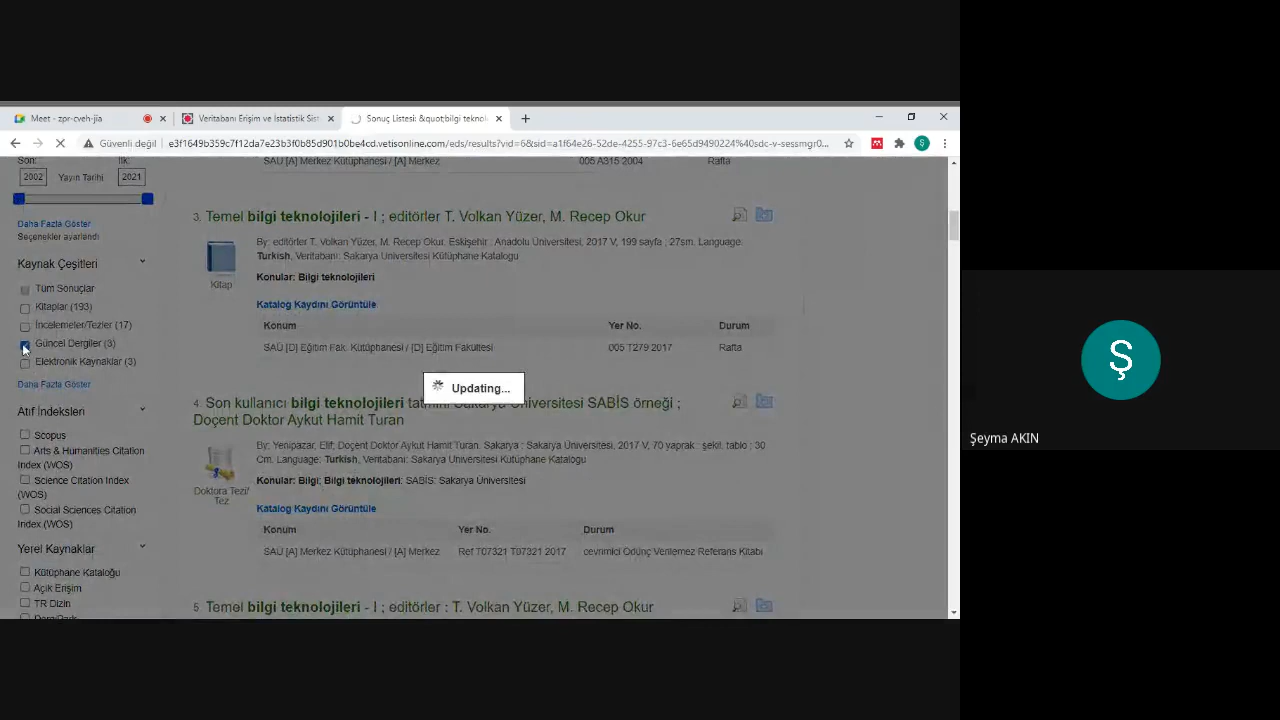 Meet - zpr-cveh-jia
Veritabanı Erişim ve İstatistik Sist
Sonuç Listesi: &quot;bilgi teknol
Güvenli değil
5f1649b359c7f12da7e23b3f0b85d901b0be4cd.vetisonline.com/eds/results?vid=6&sid=a1f64e26-52de-4255-97c3-6e65d9490224%40sdc-v-sessmgr0...
Son:
İlk:
2002
Yayın Tarihi
2021
Daha Fazla Göster
Seçenekler ayarlandı
Kaynak Çeşitleri
Tüm Sonuçlar
Kitaplar (193)
İncelemeler/Tezler (17)
Güncel Dergiler (3)
Elektronik Kaynaklar (3)
Daha Fazla Göster
Atıf İndeksleri
Scopus
Arts & Humanities Citation
Index (WOS)
Science Citation Index
(WOS)
Social Sciences Citation
Index (WOS)
Yerel Kaynaklar
Kütüphane Kataloğu
Açık Erişim
TR Dizin
DergiPark
SAÜ [A] Merkez Kütüphanesi / [A] Merkez
005 A315 2004
Rafta
3. Temel bilgi teknolojileri - I ; editörler T. Volkan Yüzer, M. Recep Okur
Kitap
By: editörler T. Volkan Yüzer, M. Recep Okur. Eskişehir : Anadolu Üniversitesi, 2017 V, 199 sayfa ; 27sm. Language:
Turkish, Veritabanı: Sakarya Üniversitesi Kütüphane Kataloğu
Konular: Bilgi teknolojileri
Katalog Kaydını Görüntüle
Konum
Yer No.
Durum
SAÜ [D] Eğitim Fak. Kütüphanesi / [D] Eğitim Fakültesi
005 T279 2017
Rafta
Updating...
4. Son kullanıcı bilgi teknolojileri tatmini Sakarya Üniversitesi SABİS örneği ;
Doçent Doktor Aykut Hamit Turan
Doktora Tezi/
Tez
By: Yenipazar, Elif; Doçent Doktor Aykut Hamit Turan. Sakarya : Sakarya Üniversitesi, 2017 V, 70 yaprak : şekil, tablo ; 30
Cm. Language: Turkish, Veritabanı: Sakarya Üniversitesi Kütüphane Kataloğu
Konular: Bilgi; Bilgi teknolojileri; SABİS; Sakarya Üniversitesi
Katalog Kaydını Görüntüle
Konum
Yer No.
Durum
SAÜ [A] Merkez Kütüphanesi / [A] Merkez
Ref T07321 T07321 2017
çevrimiçi Ödünç Verilemez Referans Kitabı
5. Temel bilgi teknolojileri - I ; editörler : T. Volkan Yüzer, M. Recep Okur
Ş
Şeyma AKIN